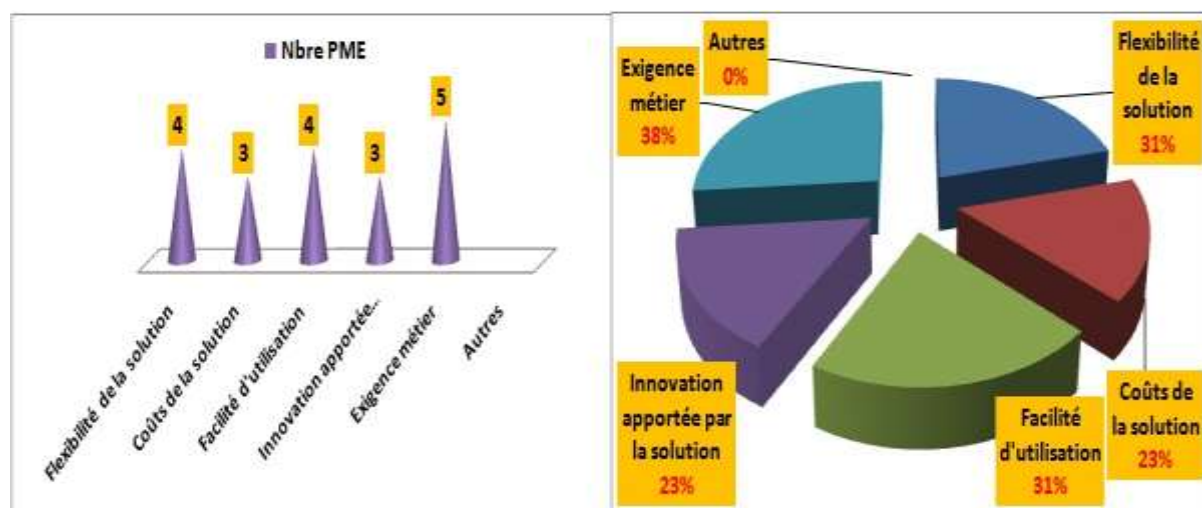 Nbre PME
4
3
4
3
5
Flexibilité de la solution
Coûts de la solution
Facilité d'utilisation
Innovation apportée...
Exigence métier
Autres
Autres
0%
Exigence
métier
38%
Flexibilité
de la
solution
31%
Innovation
apportée par
la solution
23%
Facilité
d'utilisation
31%
Coûts de
la solution
23%